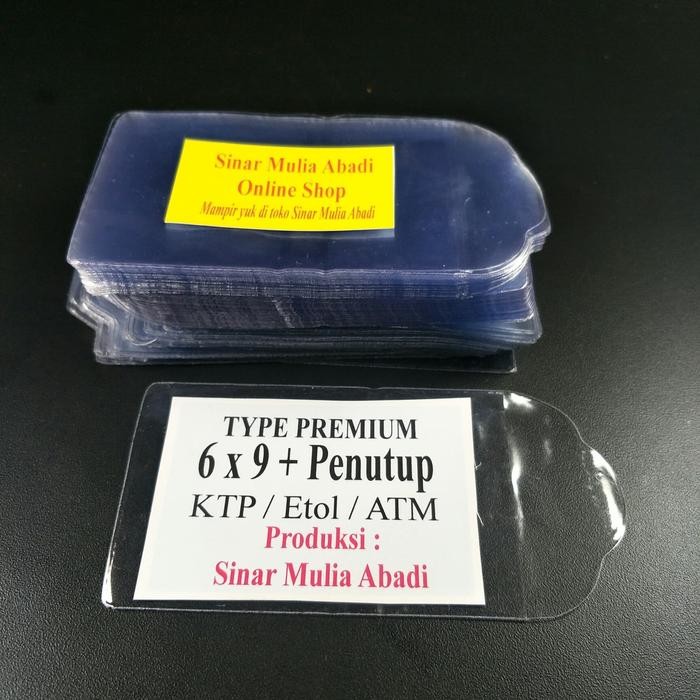 Sinar Mulia Abadi
Online Shop
Mampir yuk di toko Sinar Mulia Abadi
TYPE PREMIUM
6 x 9 + Penutup
KTP / Etol / ATM
Produksi :
Sinar Mulia Abadi